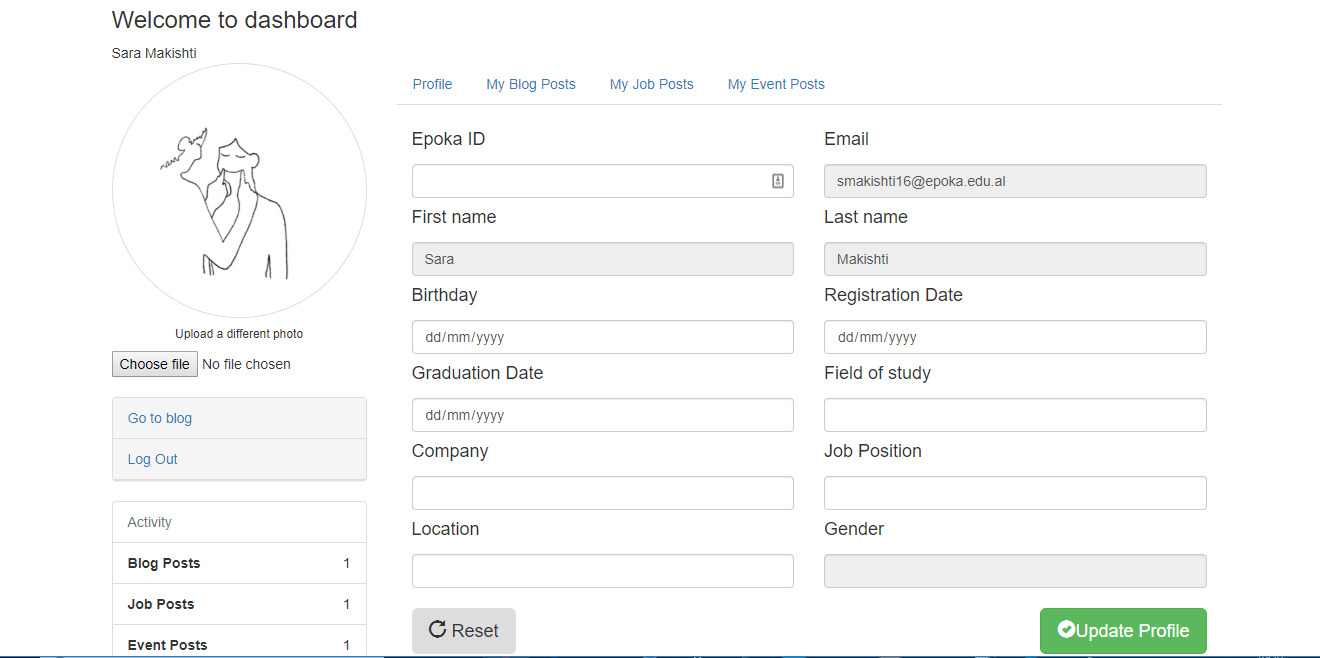 Welcome to dashboard
Sara Makishti
Upload a different photo
Choose file No file chosen
Go to blog
Log Out
Activity
Blog Posts 1
Job Posts 1
Event Posts 1
Profile My Blog Posts My Job Posts My Event Posts
Epoka ID Email
smakishti16@epoka.edu.al
First name Last name
Sara Makishti
Birthday Registration Date
dd/mm/yyyy dd/mm/yyyy
Graduation Date Field of study
dd/mm/yyyy
Company Job Position
Location Gender
Reset Update Profile